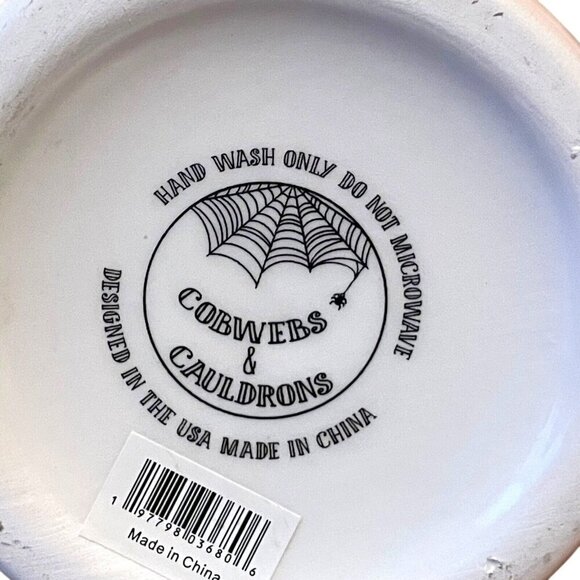 HAND WASH ONLY DO NOT MICROWAVE
COBWEBS
&
CAULDRONS
DESIGNED IN THE USA MADE IN CHINA
1 97798 03680 6
Made in China